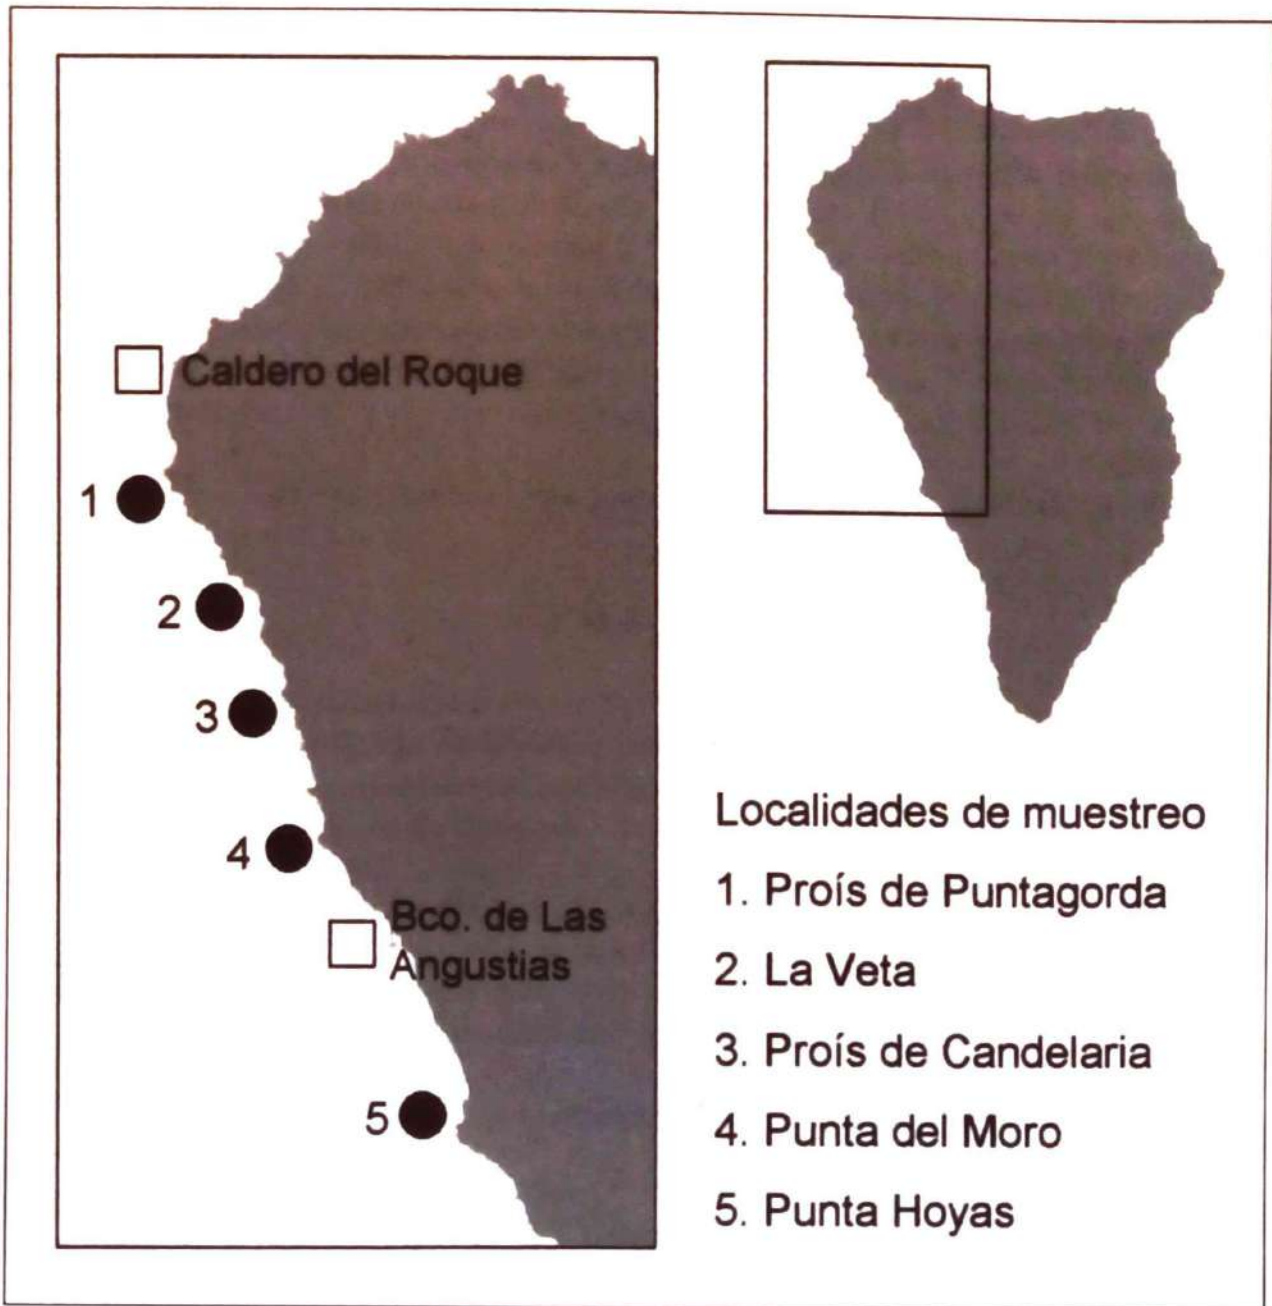 Caldero del Roque
1
2
3
4
Bco. de Las
Angustias
5
Localidades de muestreo
1. Proís de Puntagorda
2. La Veta
3. Proís de Candelaria
4. Punta del Moro
5. Punta Hoyas